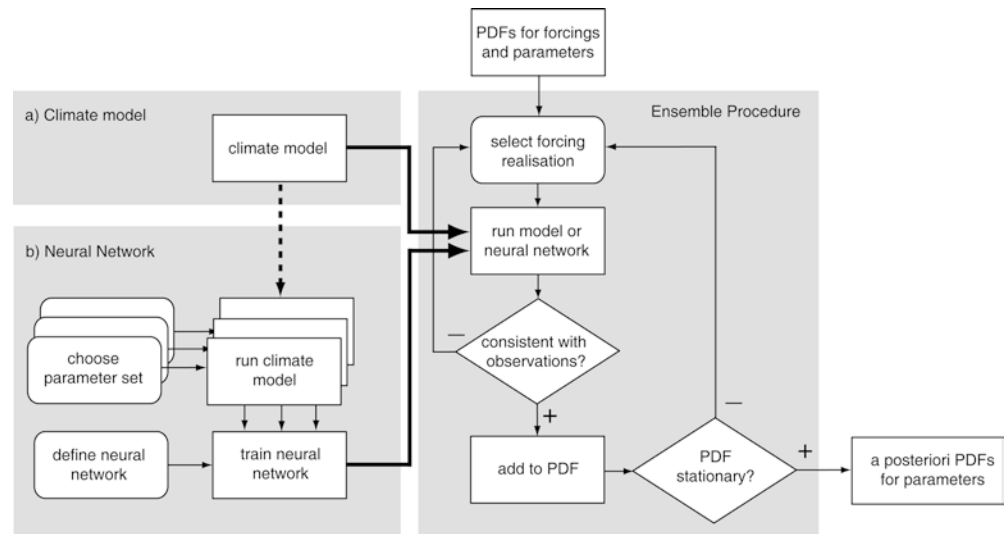 PDFs for forcings
and parameters
a) Climate model
climate model
Ensemble Procedure
select forcing
realisation
run model or
neural network
b) Neural Network
choose
parameter set
run climate
model
consistent with
observations?
—
+
define neural
network
train neural
network
add to PDF
PDF
stationary?
—
+
a posteriori PDFs
for parameters